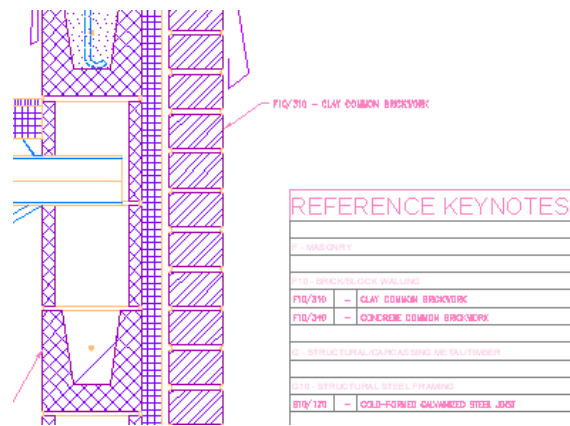 F10/310 - CLAY COMMON BRICKWORK
REFERENCE KEYNOTES
F - MASONRY
F10 - BRICK/BLOCK WALLING
F10/310 - CLAY COMMON BRICKWORK
F10/340 - CONCRETE COMMON BRICKWORK
G - STRUCTURAL/CARCASSING METAL/TIMBER
G10 - STRUCTURAL STEEL FRAMING
G10/120 - COLD-FORMED GALVANIZED STEEL JOIST